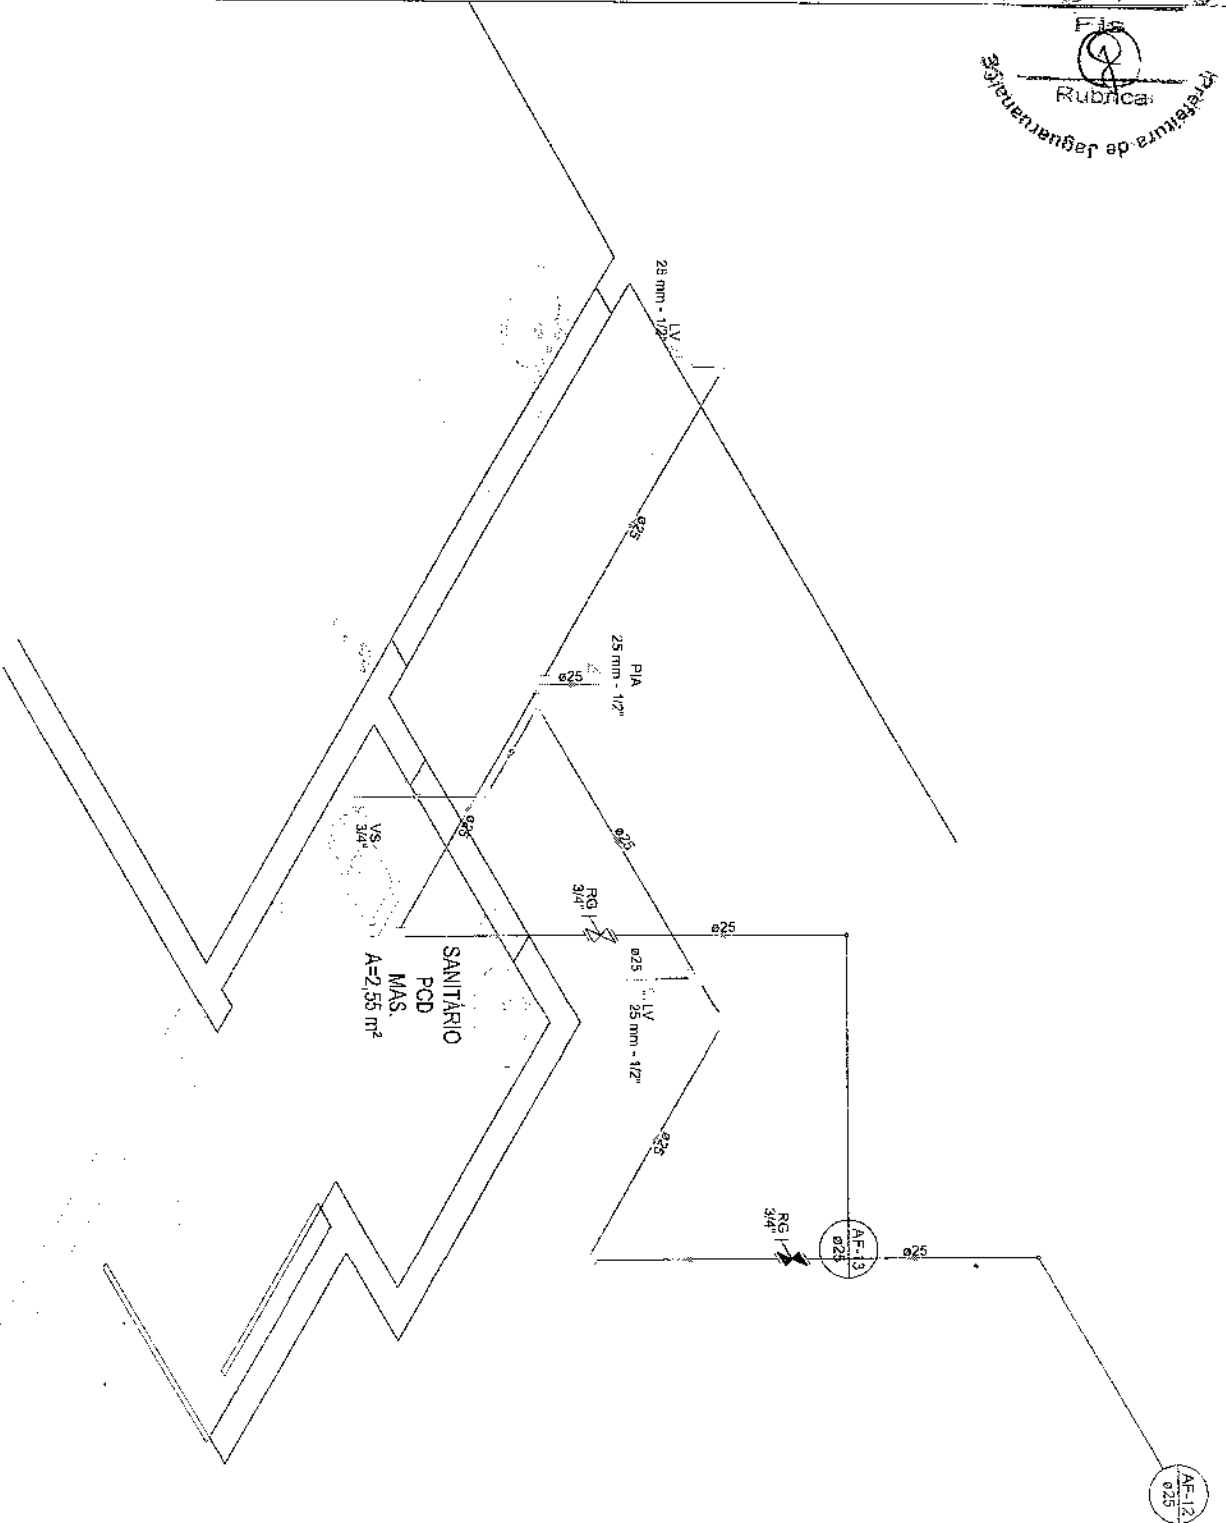 Fls
Rubrica
Prefeitura de Jaguaruana/CE
LV
25 mm - 1/2"
ø25
PIA
25 mm - 1/2"
ø25
ø25
VS
3/4"
ø25
RG
3/4"
ø25
ø25
LV
25 mm - 1/2"
SANITÁRIO
PCD
MAS.
A=2,55 m²
ø25
RG
3/4"
AF-13
ø25
ø25
AF-12
ø25